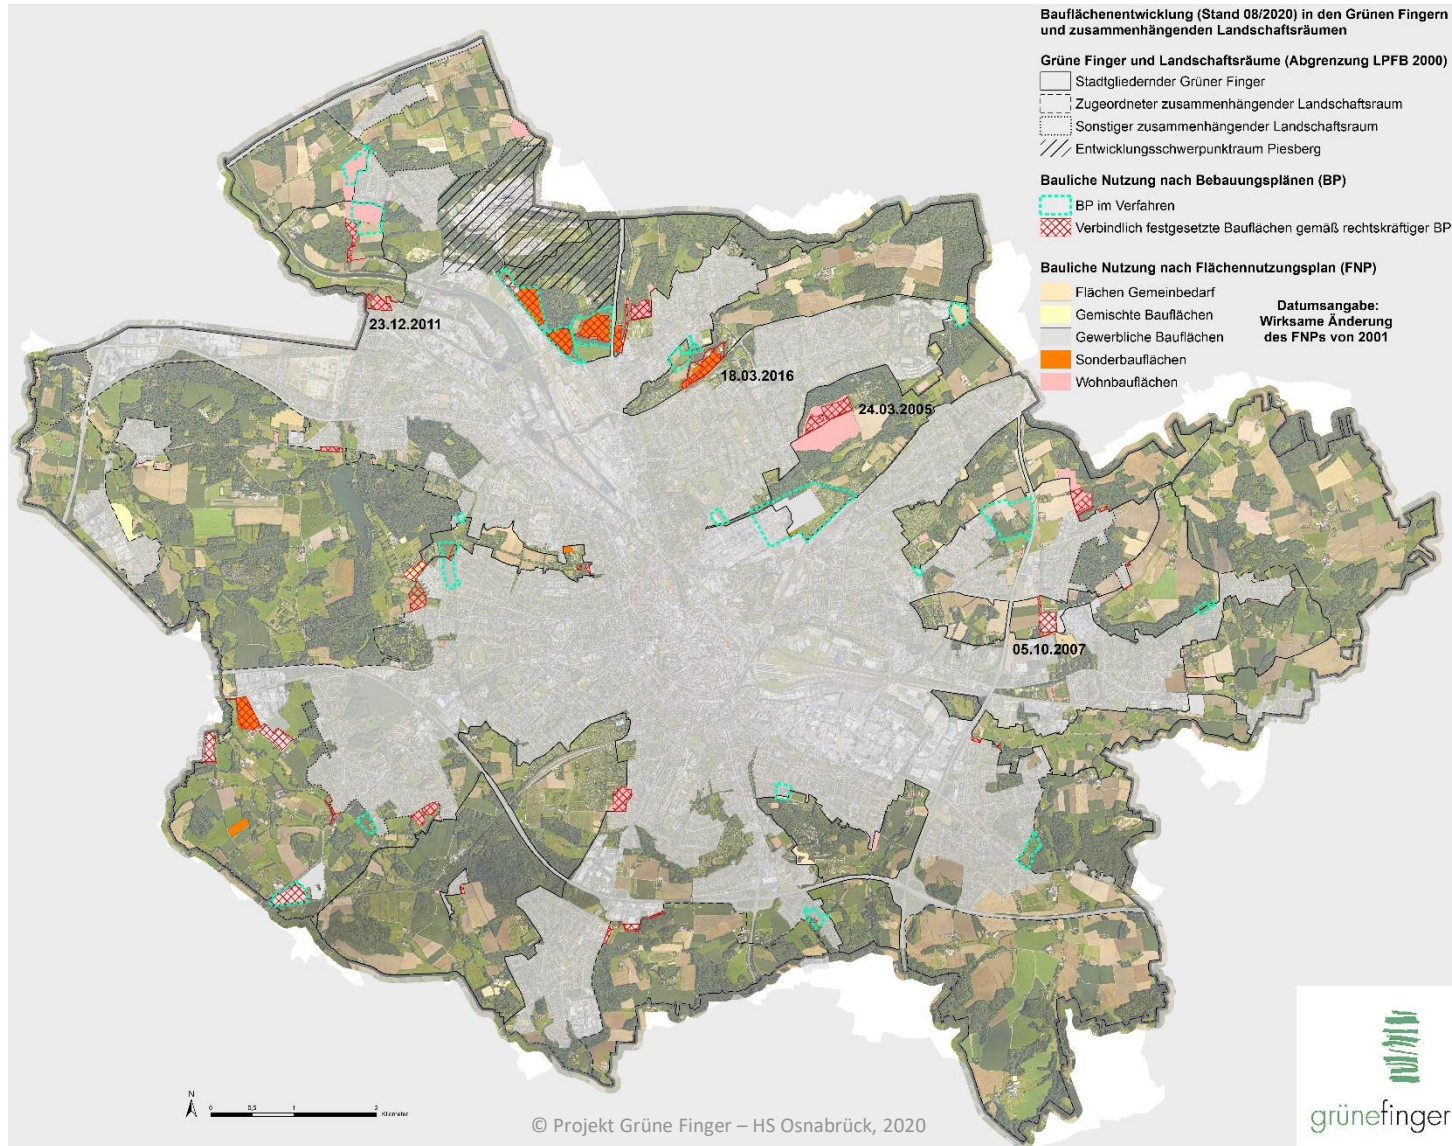 Bauflächenentwicklung (Stand 08/2020) in den Grünen Fingern
und zusammenhängenden Landschaftsräumen
Grüne Finger und Landschaftsräume (Abgrenzung LPFB 2000)
Stadtgliedernder Grüner Finger
Zugeordneter zusammenhängender Landschaftsraum
Sonstiger zusammenhängender Landschaftsraum
Entwicklungsschwerpunktraum Piesberg
Bauliche Nutzung nach Bebauungsplänen (BP)
BP im Verfahren
Verbindlich festgesetzte Bauflächen gemäß rechtskräftiger BP
Bauliche Nutzung nach Flächennutzungsplan (FNP)
Flächen Gemeinbedarf
Gemischte Bauflächen
Gewerbliche Bauflächen
Sonderbauflächen
Wohnbauflächen
Datumsangabe:
Wirksame Änderung
des FNPs von 2001
23.12.2011
18.03.2016
24.03.2005
05.10.2007
N
0 0,5 1 2 Kilometer
© Projekt Grüne Finger – HS Osnabrück, 2020
grünefinger